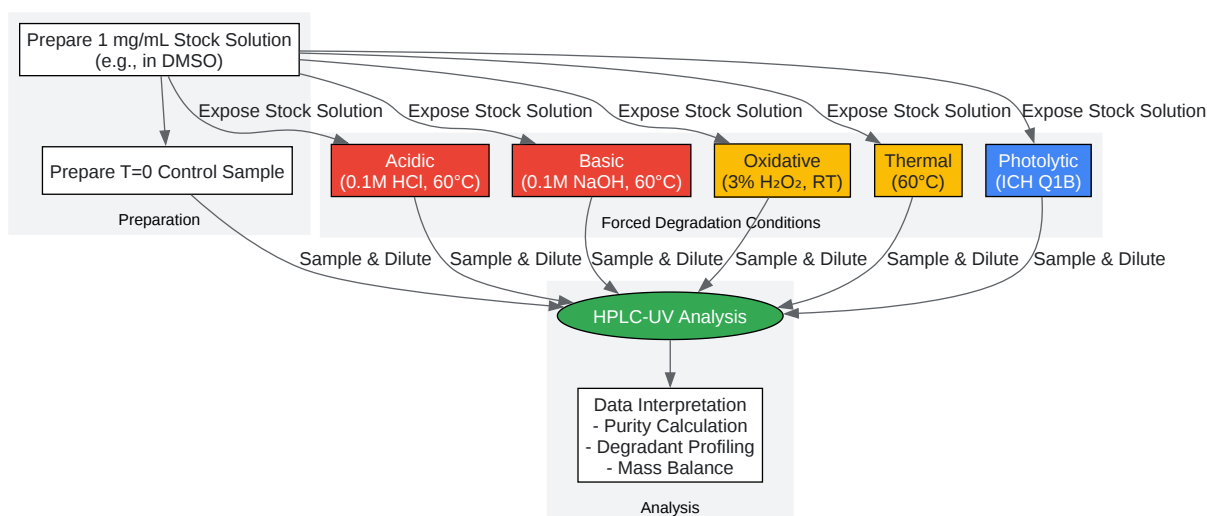 Prepare 1 mg/mL Stock Solution
(e.g., in DMSO)
Expose Stock Solution
Expose Stock Solution
Expose Stock Solution
Expose Stock Solution
Expose Stock Solution
Prepare T=0 Control Sample
Preparation
Acidic
(0.1M HCl, 60°C)
Basic
(0.1M NaOH, 60°C)
Oxidative
(3% H₂O₂, RT)
Thermal
(60°C)
Photolytic
(ICH Q1B)
Forced Degradation Conditions
Sample & Dilute
Sample & Dilute
Sample & Dilute
Sample & Dilute
Sample & Dilute
Sample & Dilute
HPLC-UV Analysis
Data Interpretation
- Purity Calculation
- Degradant Profiling
- Mass Balance
Analysis